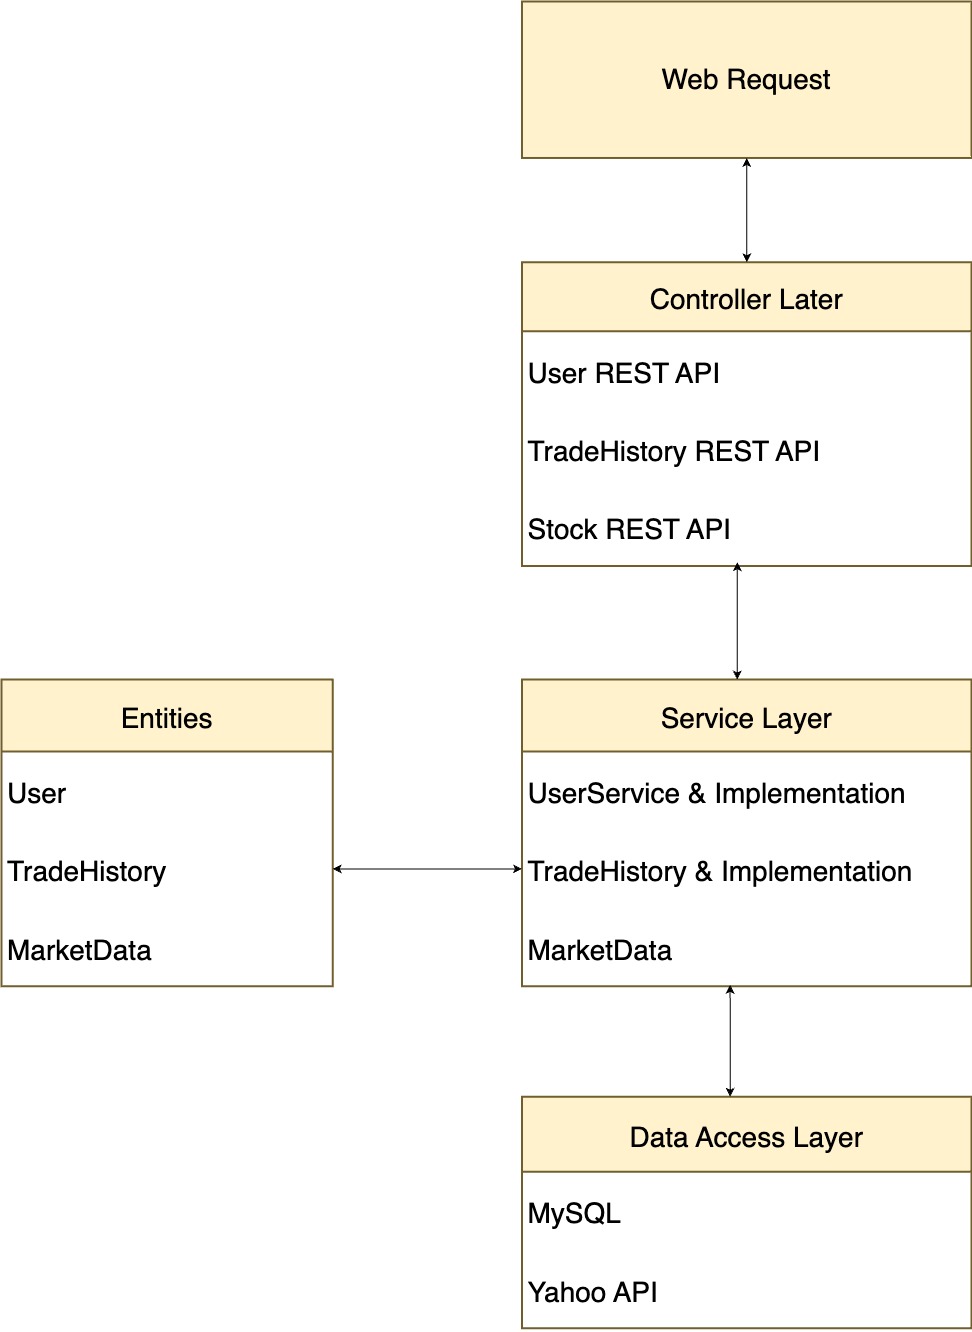 Web Request
Controller Later
User REST API
TradeHistory REST API
Stock REST API
Entities
User
TradeHistory
MarketData
Service Layer
UserService & Implementation
TradeHistory & Implementation
MarketData
Data Access Layer
MySQL
Yahoo API